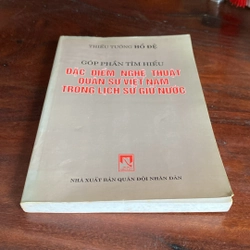 THIẾU TƯỚNG HỒ ĐỆ
GÓP PHẦN TÌM HIỂU
ĐẶC ĐIỂM NGHỆ THUẬT
QUÂN SỰ VIỆT NAM
TRONG LỊCH SỬ GIỮ NƯỚC
NHÀ XUẤT BẢN QUÂN ĐỘI NHÂN DÂN